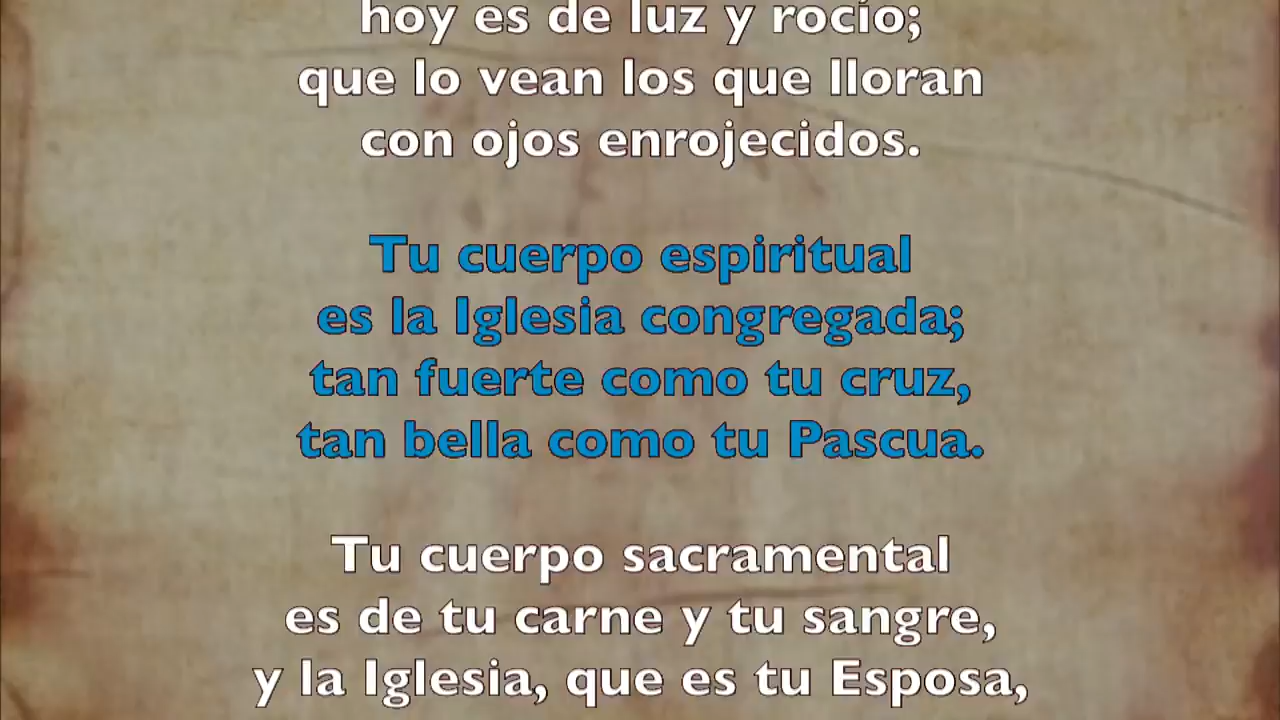 hoy es de luz y rocío;
que lo vean los que lloran
con ojos enrojecidos.
Tu cuerpo espiritual
es la Iglesia congregada;
tan fuerte como tu cruz,
tan bella como tu Pascua.
Tu cuerpo sacramental
es de tu carne y tu sangre,
y la Iglesia, que es tu Esposa,